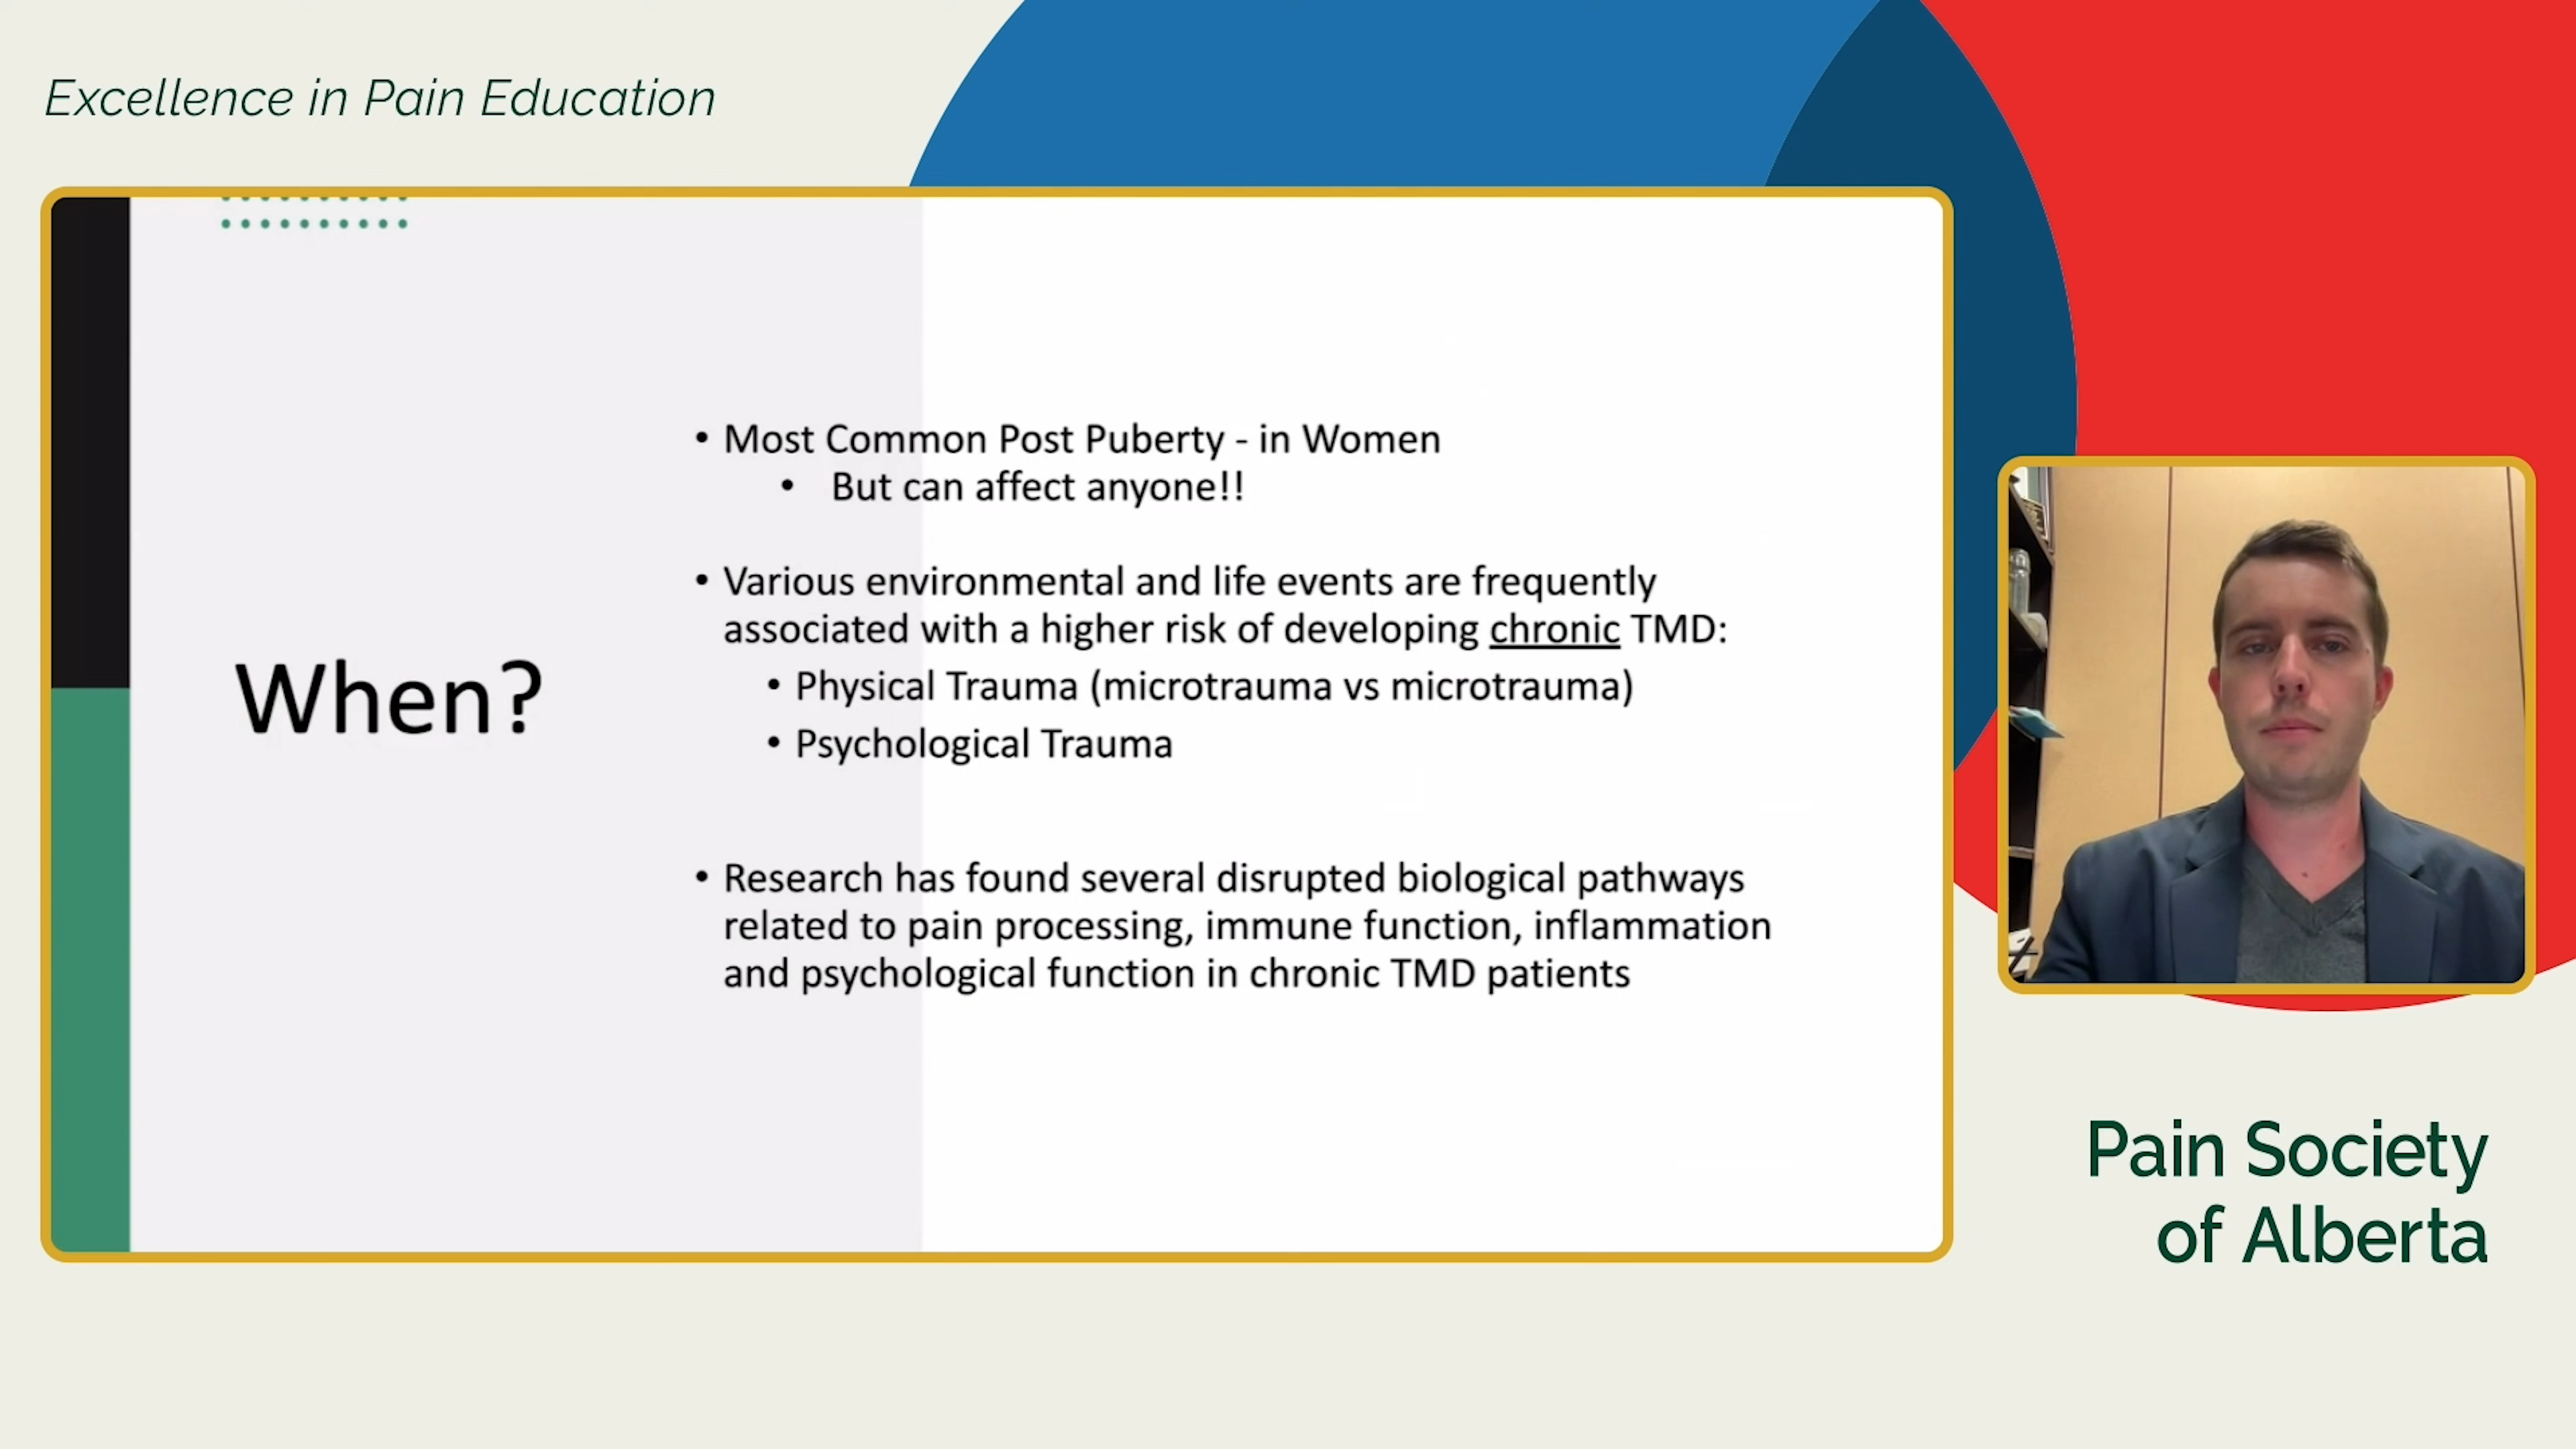 Excellence in Pain Education
When?
• Most Common Post Puberty - in Women
• But can affect anyone!!
• Various environmental and life events are frequently
associated with a higher risk of developing chronic TMD:
• Physical Trauma (microtrauma vs microtrauma)
• Psychological Trauma
• Research has found several disrupted biological pathways
related to pain processing, immune function, inflammation
and psychological function in chronic TMD patients
Pain Society
of Alberta